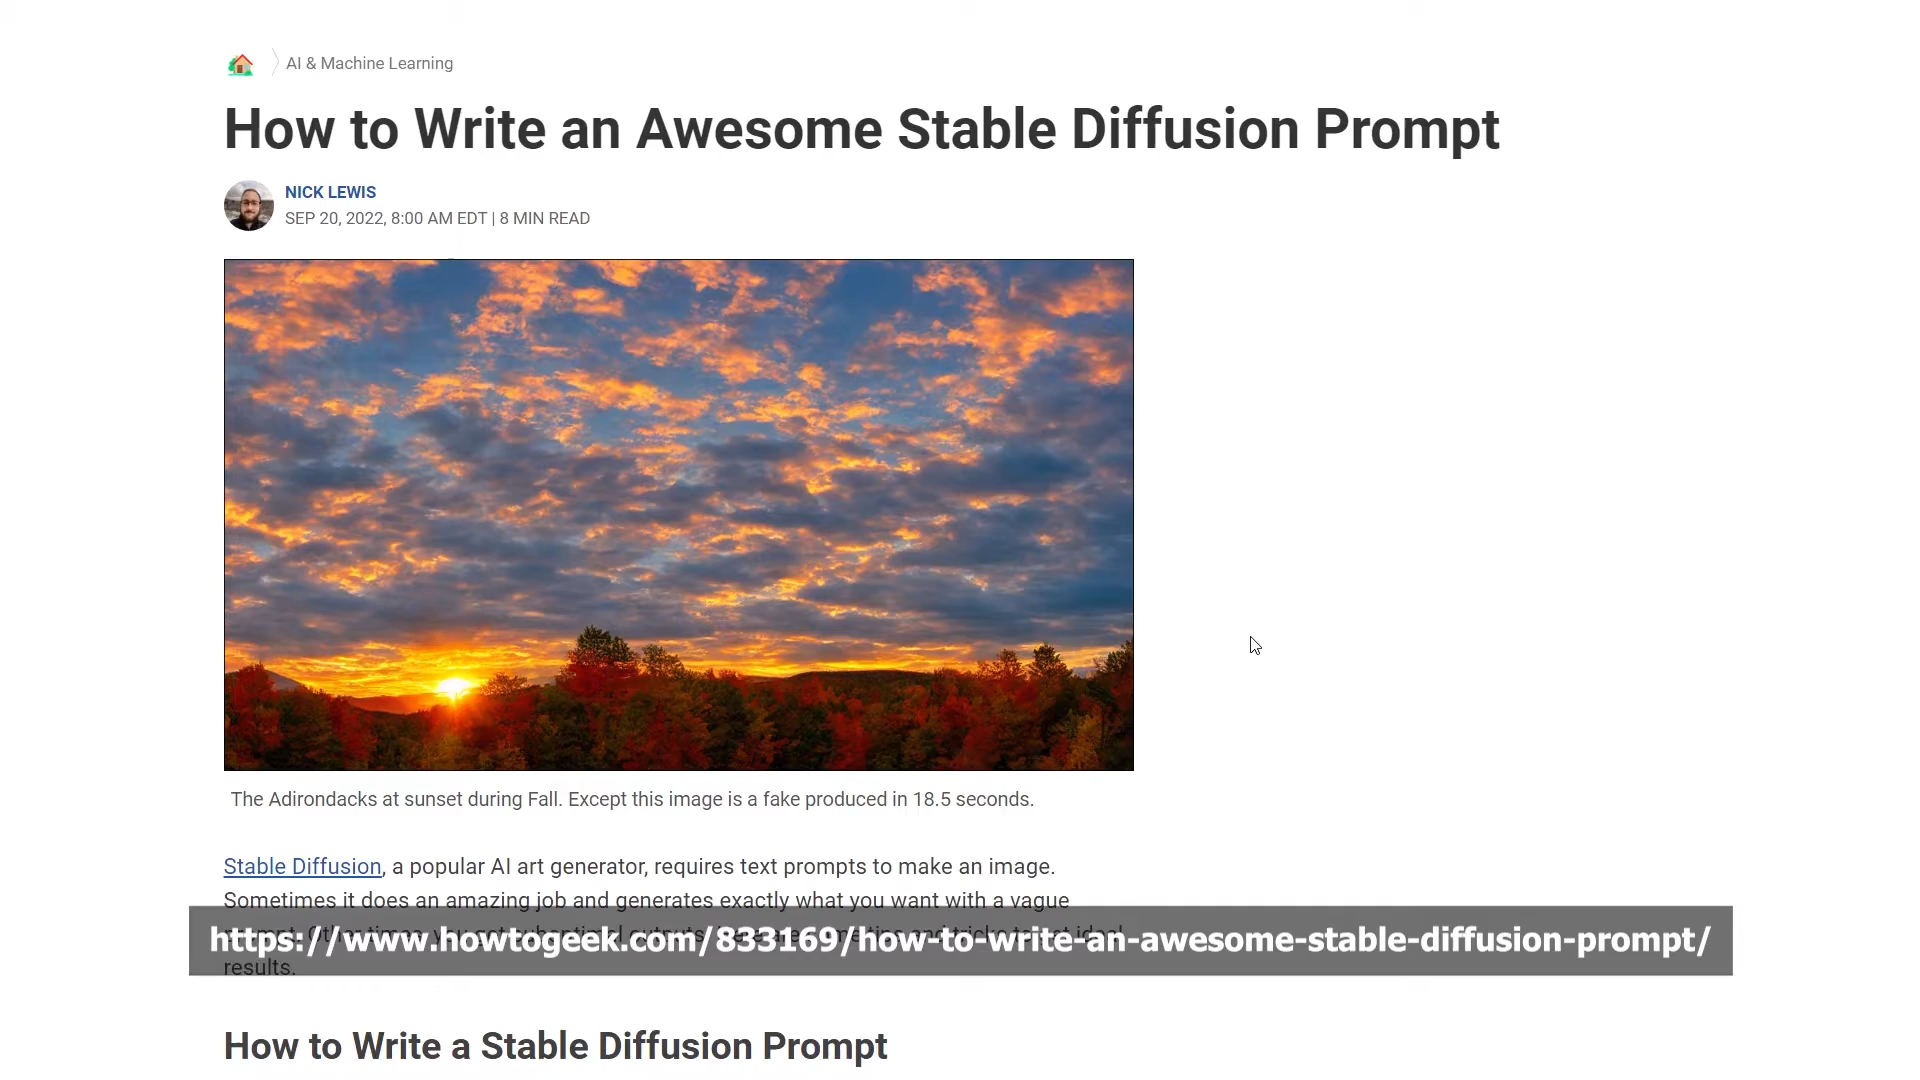 AI & Machine Learning
How to Write an Awesome Stable Diffusion Prompt
NICK LEWIS
SEP 20, 2022, 8:00 AM EDT | 8 MIN READ
The Adirondacks at sunset during Fall. Except this image is a fake produced in 18.5 seconds.
Stable Diffusion, a popular AI art generator, requires text prompts to make an image.
Sometimes it does an amazing job and generates exactly what you want with a vague
https://www.howtogeek.com/833169/how-to-write-an-awesome-stable-diffusion-prompt/
results.
How to Write a Stable Diffusion Prompt